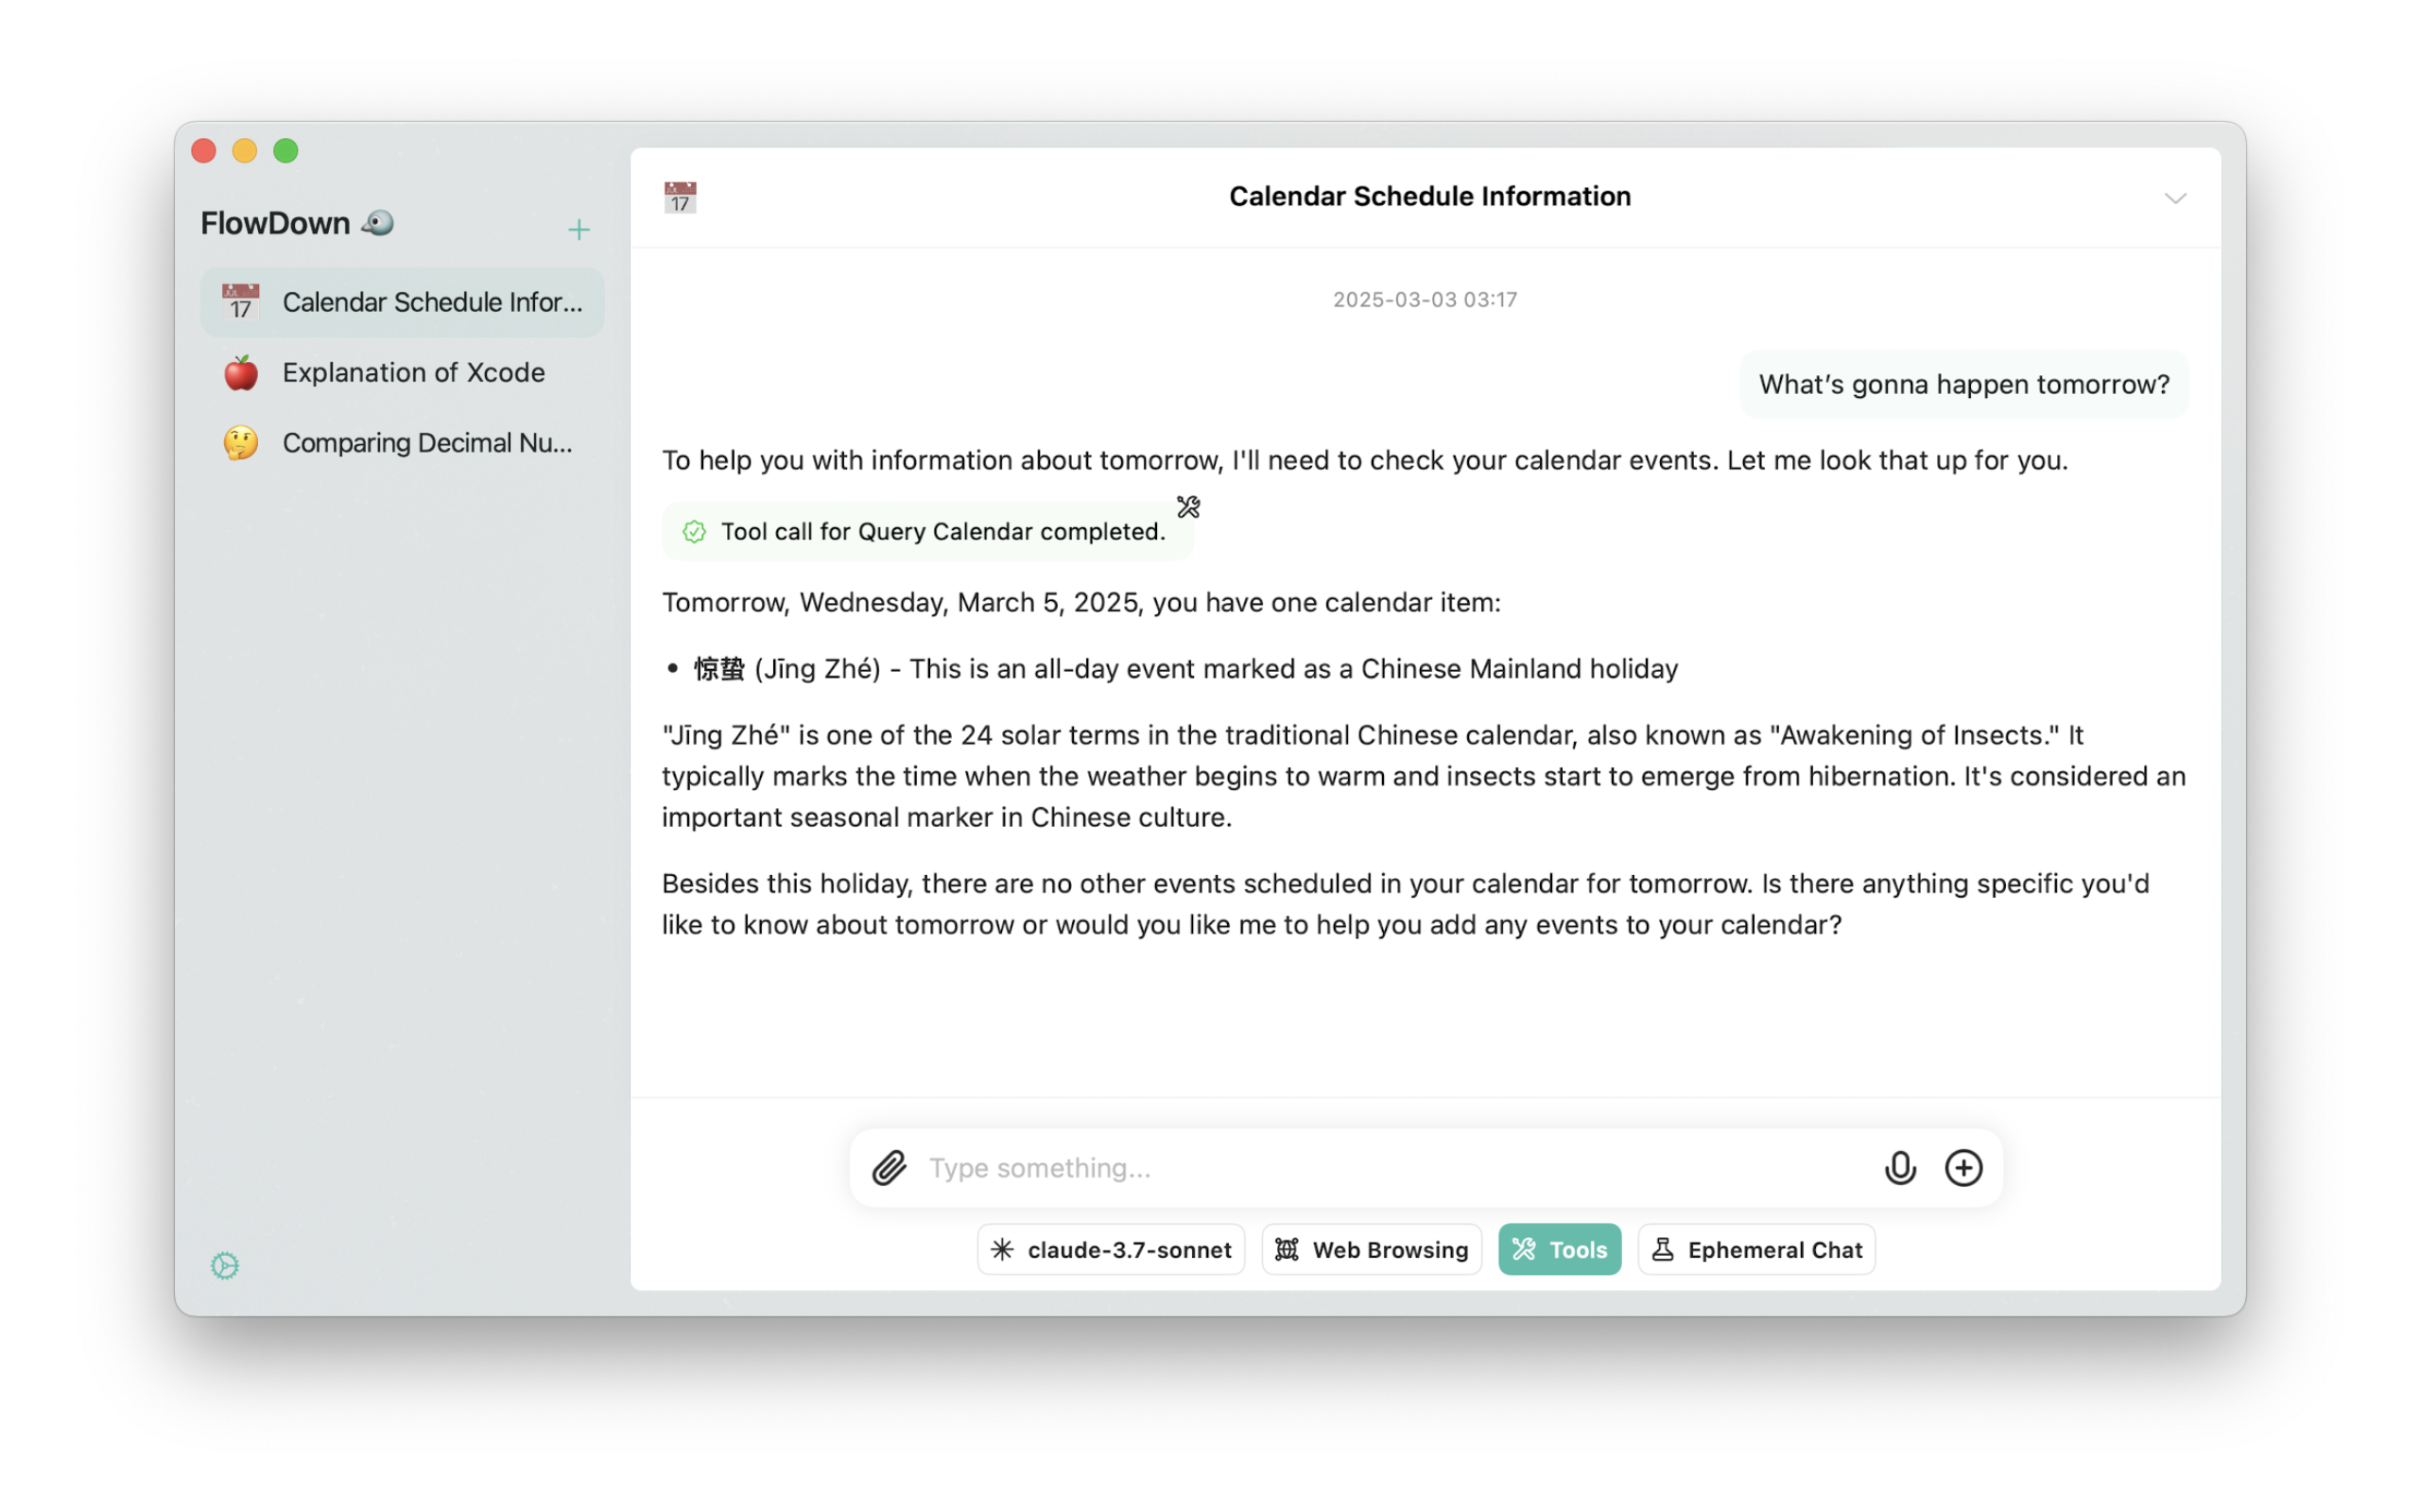 FlowDown
Calendar Schedule Infor...
Explanation of Xcode
Comparing Decimal Nu...
JUL
17
JUL
17
Calendar Schedule Information
2025-03-03 03:17
What’s gonna happen tomorrow?
To help you with information about tomorrow, I'll need to check your calendar events. Let me look that up for you.
Tool call for Query Calendar completed.
Tomorrow, Wednesday, March 5, 2025, you have one calendar item:
• 惊蛰 (Jīng Zhé) - This is an all-day event marked as a Chinese Mainland holiday
"Jīng Zhé" is one of the 24 solar terms in the traditional Chinese calendar, also known as "Awakening of Insects." It
typically marks the time when the weather begins to warm and insects start to emerge from hibernation. It's considered an
important seasonal marker in Chinese culture.
Besides this holiday, there are no other events scheduled in your calendar for tomorrow. Is there anything specific you'd
like to know about tomorrow or would you like me to help you add any events to your calendar?
Type something...
claude-3.7-sonnet
Web Browsing
Tools
Ephemeral Chat